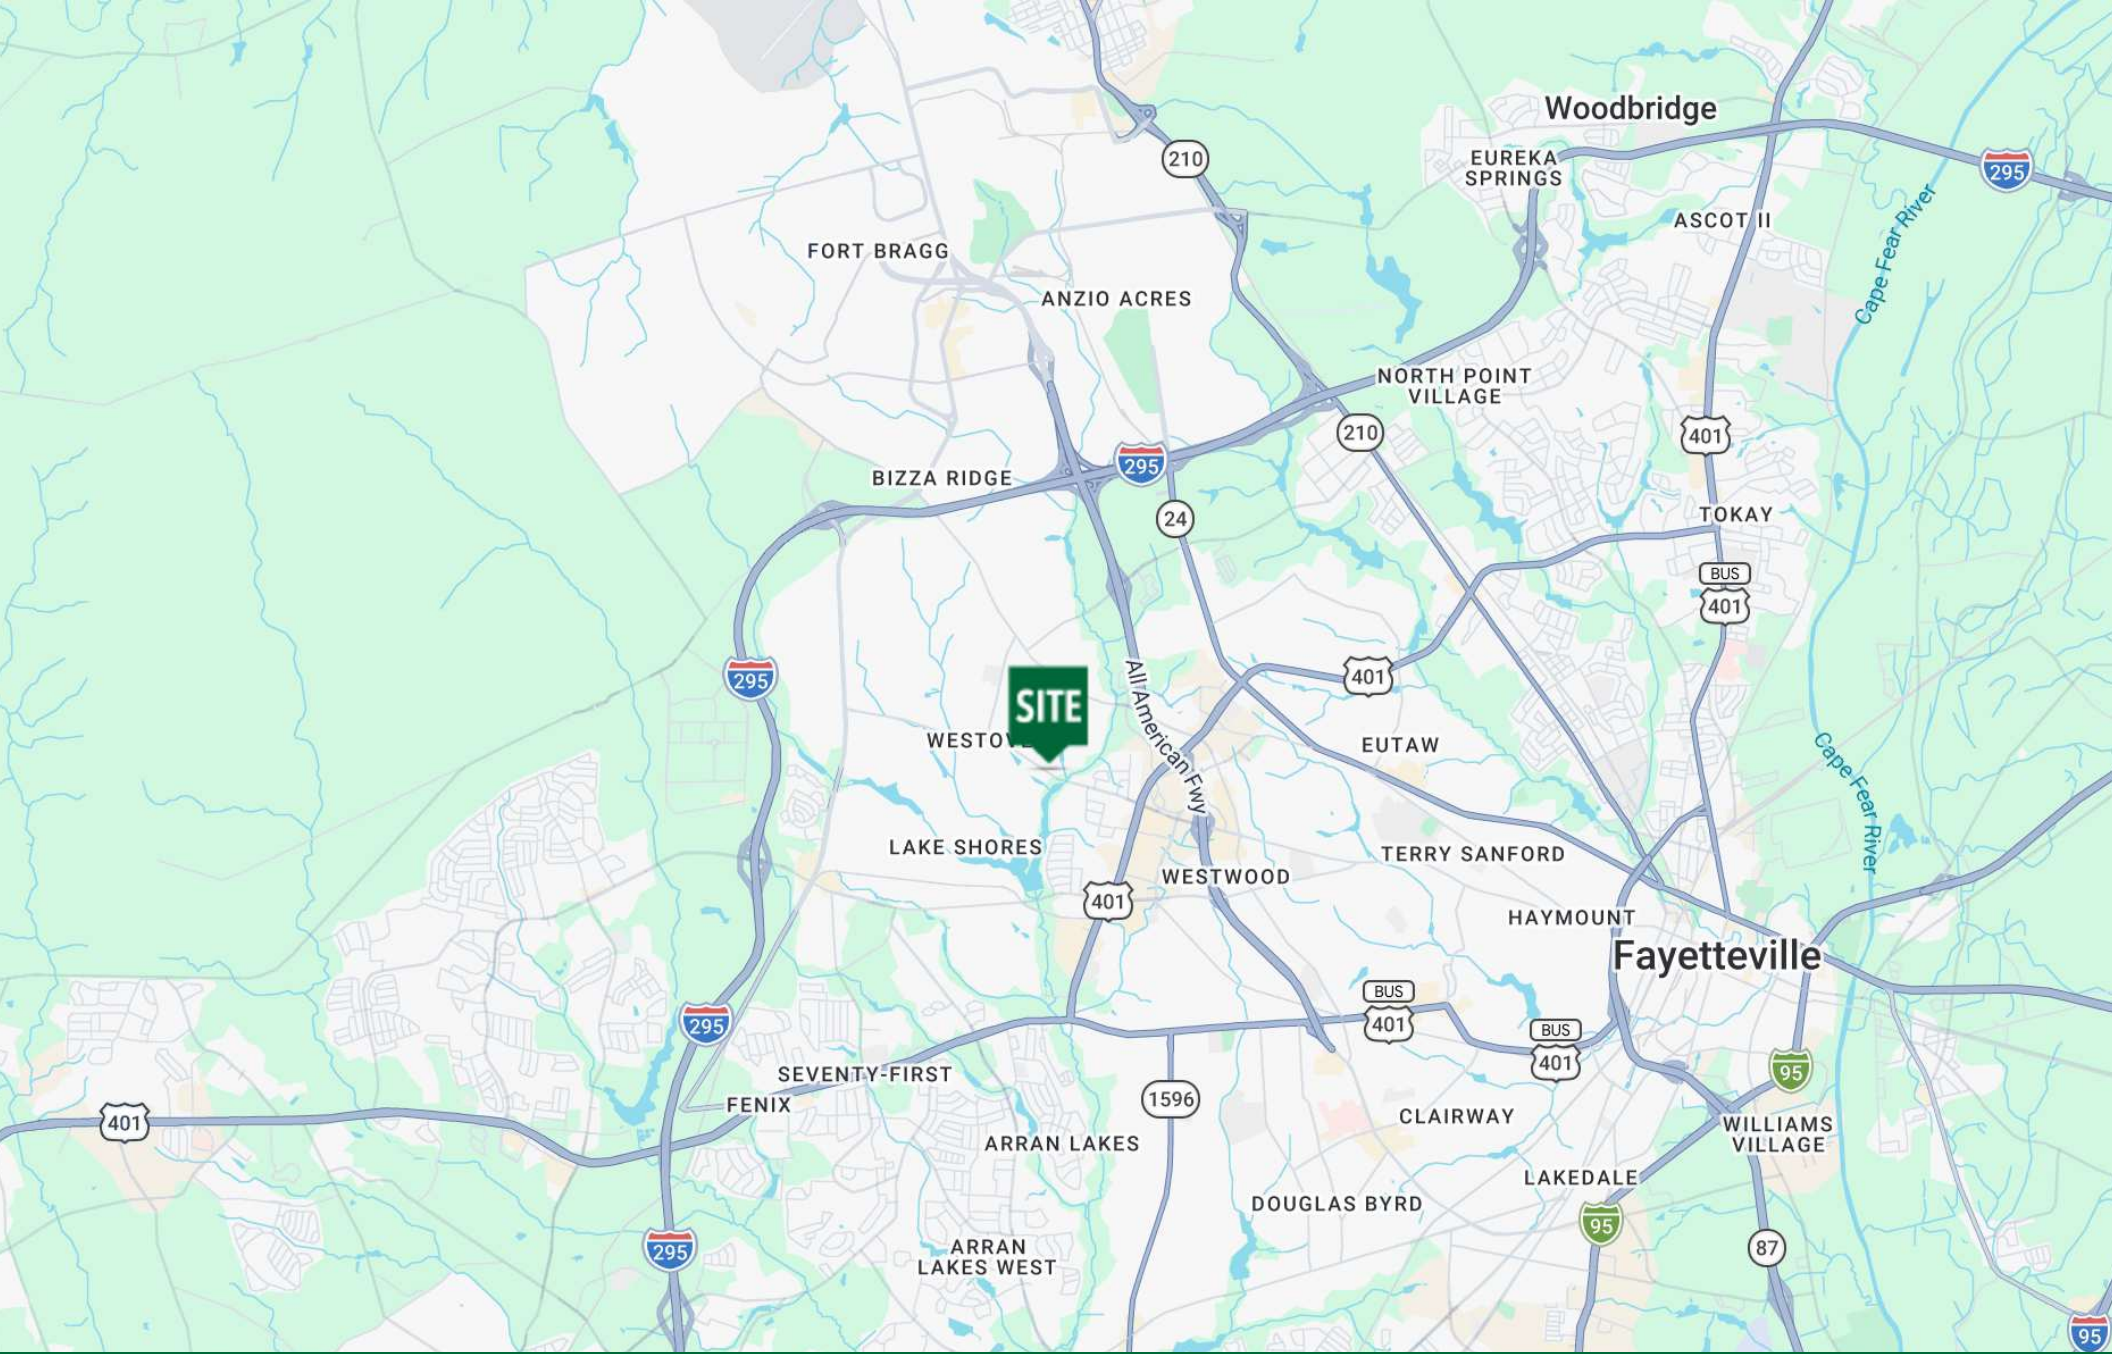 Woodbridge
210
EUREKA
SPRINGS
295
ASCOT II
Cape Fear River
FORT BRAGG
ANZIO ACRES
NORTH POINT
VILLAGE
210
401
295
BIZZA RIDGE
24
TOKAY
BUS
401
295
401
All American Fwy
SITE
EUTAW
Cape Fear River
LAKE SHORES
TERRY SANFORD
WESTWOOD
401
HAYMOUNT
Fayetteville
BUS
401
295
BUS
401
SEVENTY-FIRST
95
FENIX
1596
401
CLAIRWAY
WILLIAMS
VILLAGE
ARRAN LAKES
LAKEDALE
DOUGLAS BYRD
95
295
87
ARRAN
LAKES WEST
95